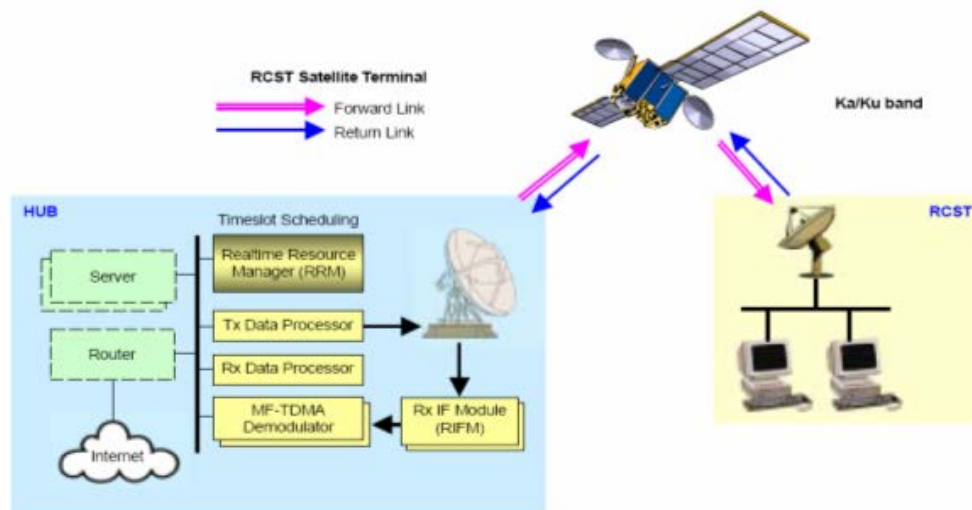 RCST Satellite Terminal
Forward Link
Return Link
Ka/Ku band
HUB
Timeslot Scheduling
Server
Realtime Resource
Manager (RRM)
Tx Data Processor
Router
Rx Data Processor
MF-TDMA
Demodulator
Rx IF Module
(RIFM)
Internet
RCST